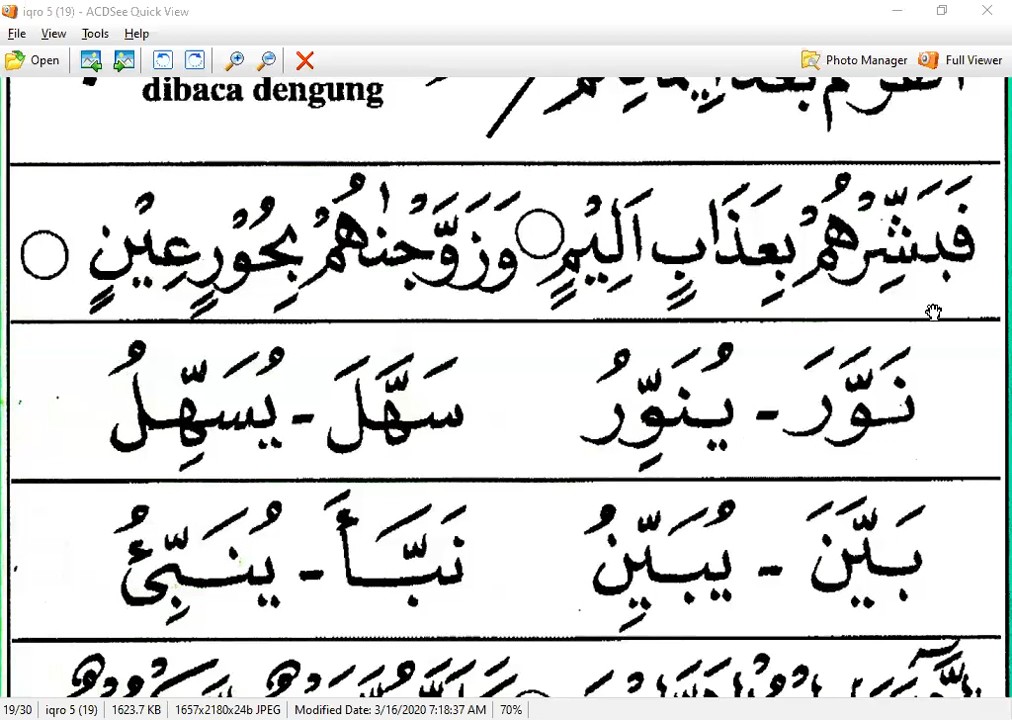 iqro 5 (19) - ACDSee Quick View
File View Tools Help
Open Photo Manager Full Viewer
dibaca dengung
فَبَشِّرْهُمْ بِعَذَابٍ اَلِيْمٍ ○ وَزَوَّجْنٰهُمْ بِحُوْرٍ عِيْنٍ ○
نَوَّرَ - يُنَوِّرُ سَهَّلَ - يُسَهِّلُ
بَيَّنَ - يُبَيِّنُ نَبَّأَ - يُنَبِّئُ
19/30 iqro 5 (19) 1623.7 KB 1657x2180x24b JPEG Modified Date: 3/16/2020 7:18:37 AM 70%